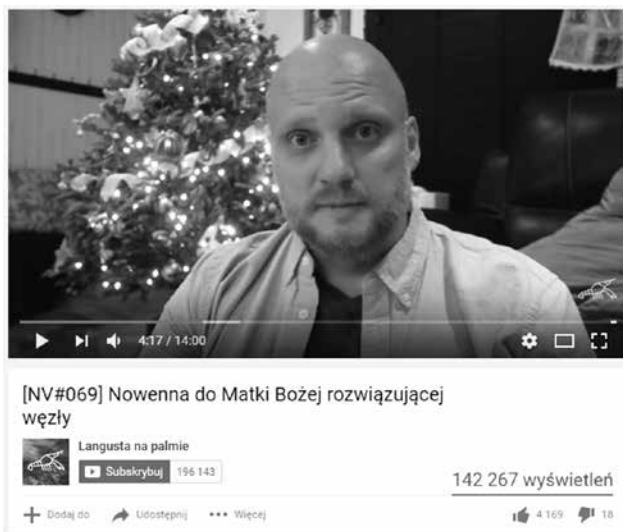 4:17 / 14:00
[NV#069] Nowenna do Matki Bożej rozwiązującej
węzły
Langusta na palmie
Subskrybuj 196 143
142 267 wyświetleń
Dodaj do Udostępnij Więcej 4 169 18